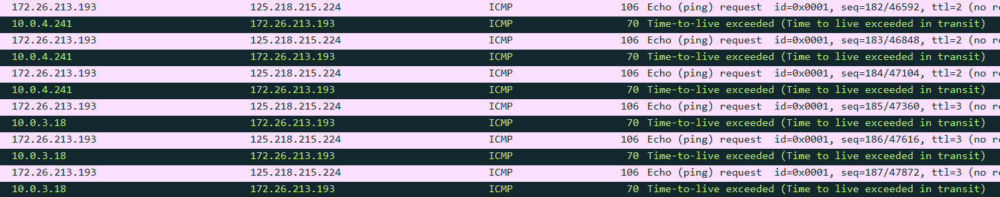 172.26.213.193 125.218.215.224 ICMP 106 Echo (ping) request id=0x0001, seq=182/46592, ttl=2 (no re
10.0.4.241 172.26.213.193 ICMP 70 Time-to-live exceeded (Time to live exceeded in transit)
172.26.213.193 125.218.215.224 ICMP 106 Echo (ping) request id=0x0001, seq=183/46848, ttl=2 (no re
10.0.4.241 172.26.213.193 ICMP 70 Time-to-live exceeded (Time to live exceeded in transit)
172.26.213.193 125.218.215.224 ICMP 106 Echo (ping) request id=0x0001, seq=184/47104, ttl=2 (no re
10.0.4.241 172.26.213.193 ICMP 70 Time-to-live exceeded (Time to live exceeded in transit)
172.26.213.193 125.218.215.224 ICMP 106 Echo (ping) request id=0x0001, seq=185/47360, ttl=3 (no re
10.0.3.18 172.26.213.193 ICMP 70 Time-to-live exceeded (Time to live exceeded in transit)
172.26.213.193 125.218.215.224 ICMP 106 Echo (ping) request id=0x0001, seq=186/47616, ttl=3 (no re
10.0.3.18 172.26.213.193 ICMP 70 Time-to-live exceeded (Time to live exceeded in transit)
172.26.213.193 125.218.215.224 ICMP 106 Echo (ping) request id=0x0001, seq=187/47872, ttl=3 (no re
10.0.3.18 172.26.213.193 ICMP 70 Time-to-live exceeded (Time to live exceeded in transit)